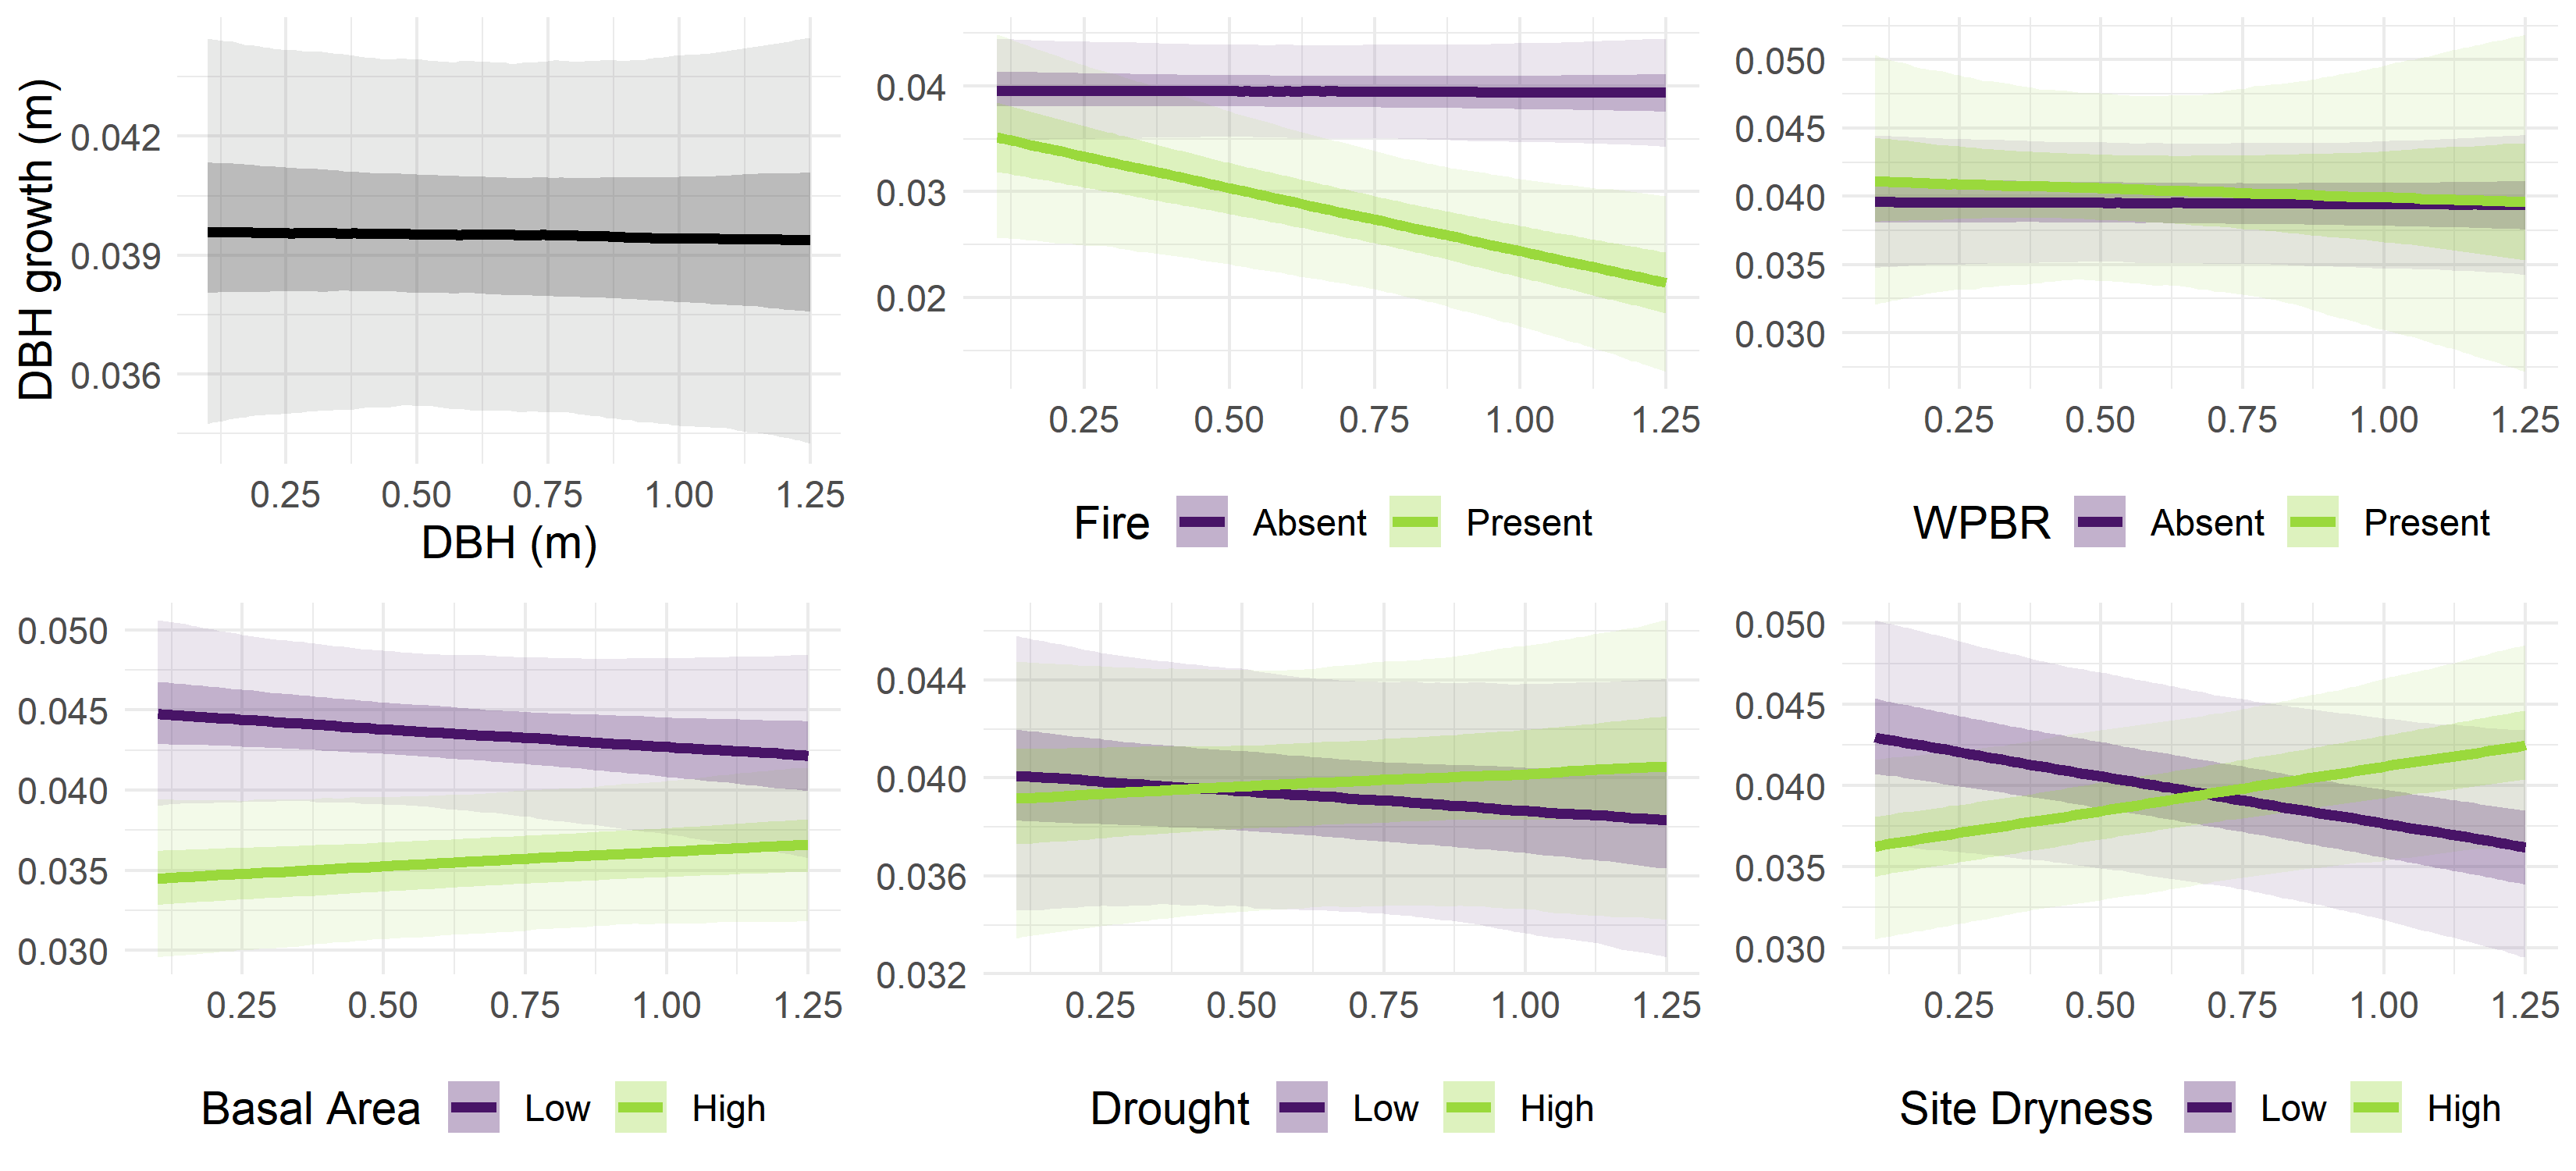 DBH growth (m)
0.042
0.039
0.036
0.25 0.50 0.75 1.00 1.25
DBH (m)
0.04
0.03
0.02
0.25 0.50 0.75 1.00 1.25
Fire Absent Present
0.050
0.045
0.040
0.035
0.030
0.25 0.50 0.75 1.00 1.25
WPBR Absent Present
0.050
0.045
0.040
0.035
0.030
0.25 0.50 0.75 1.00 1.25
Basal Area Low High
0.044
0.040
0.036
0.032
0.25 0.50 0.75 1.00 1.25
Drought Low High
0.050
0.045
0.040
0.035
0.030
0.25 0.50 0.75 1.00 1.25
Site Dryness Low High